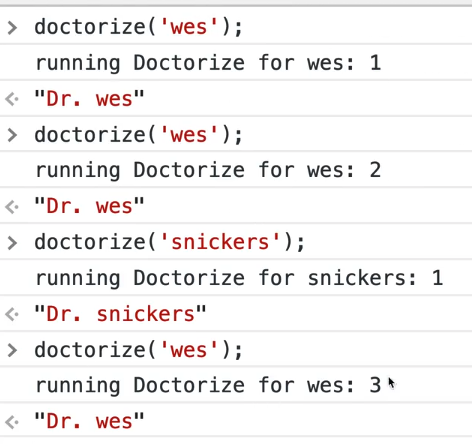 > doctorize('wes');
running Doctorize for wes: 1
<· "Dr. wes"
> doctorize('wes');
running Doctorize for wes: 2
<· "Dr. wes"
> doctorize('snickers');
running Doctorize for snickers: 1
<· "Dr. snickers"
> doctorize('wes');
running Doctorize for wes: 3
<· "Dr. wes"